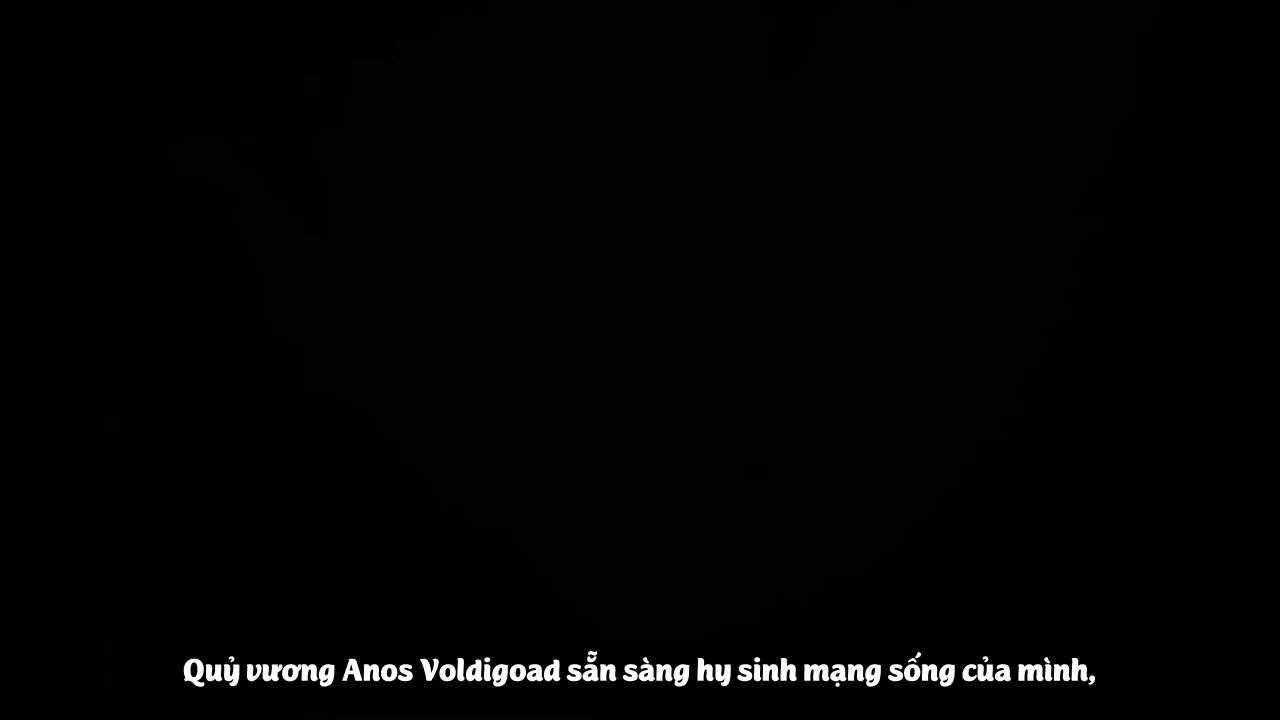 Quỷ vương Anos Voldigoad sẵn sàng hy sinh mạng sống của mình,